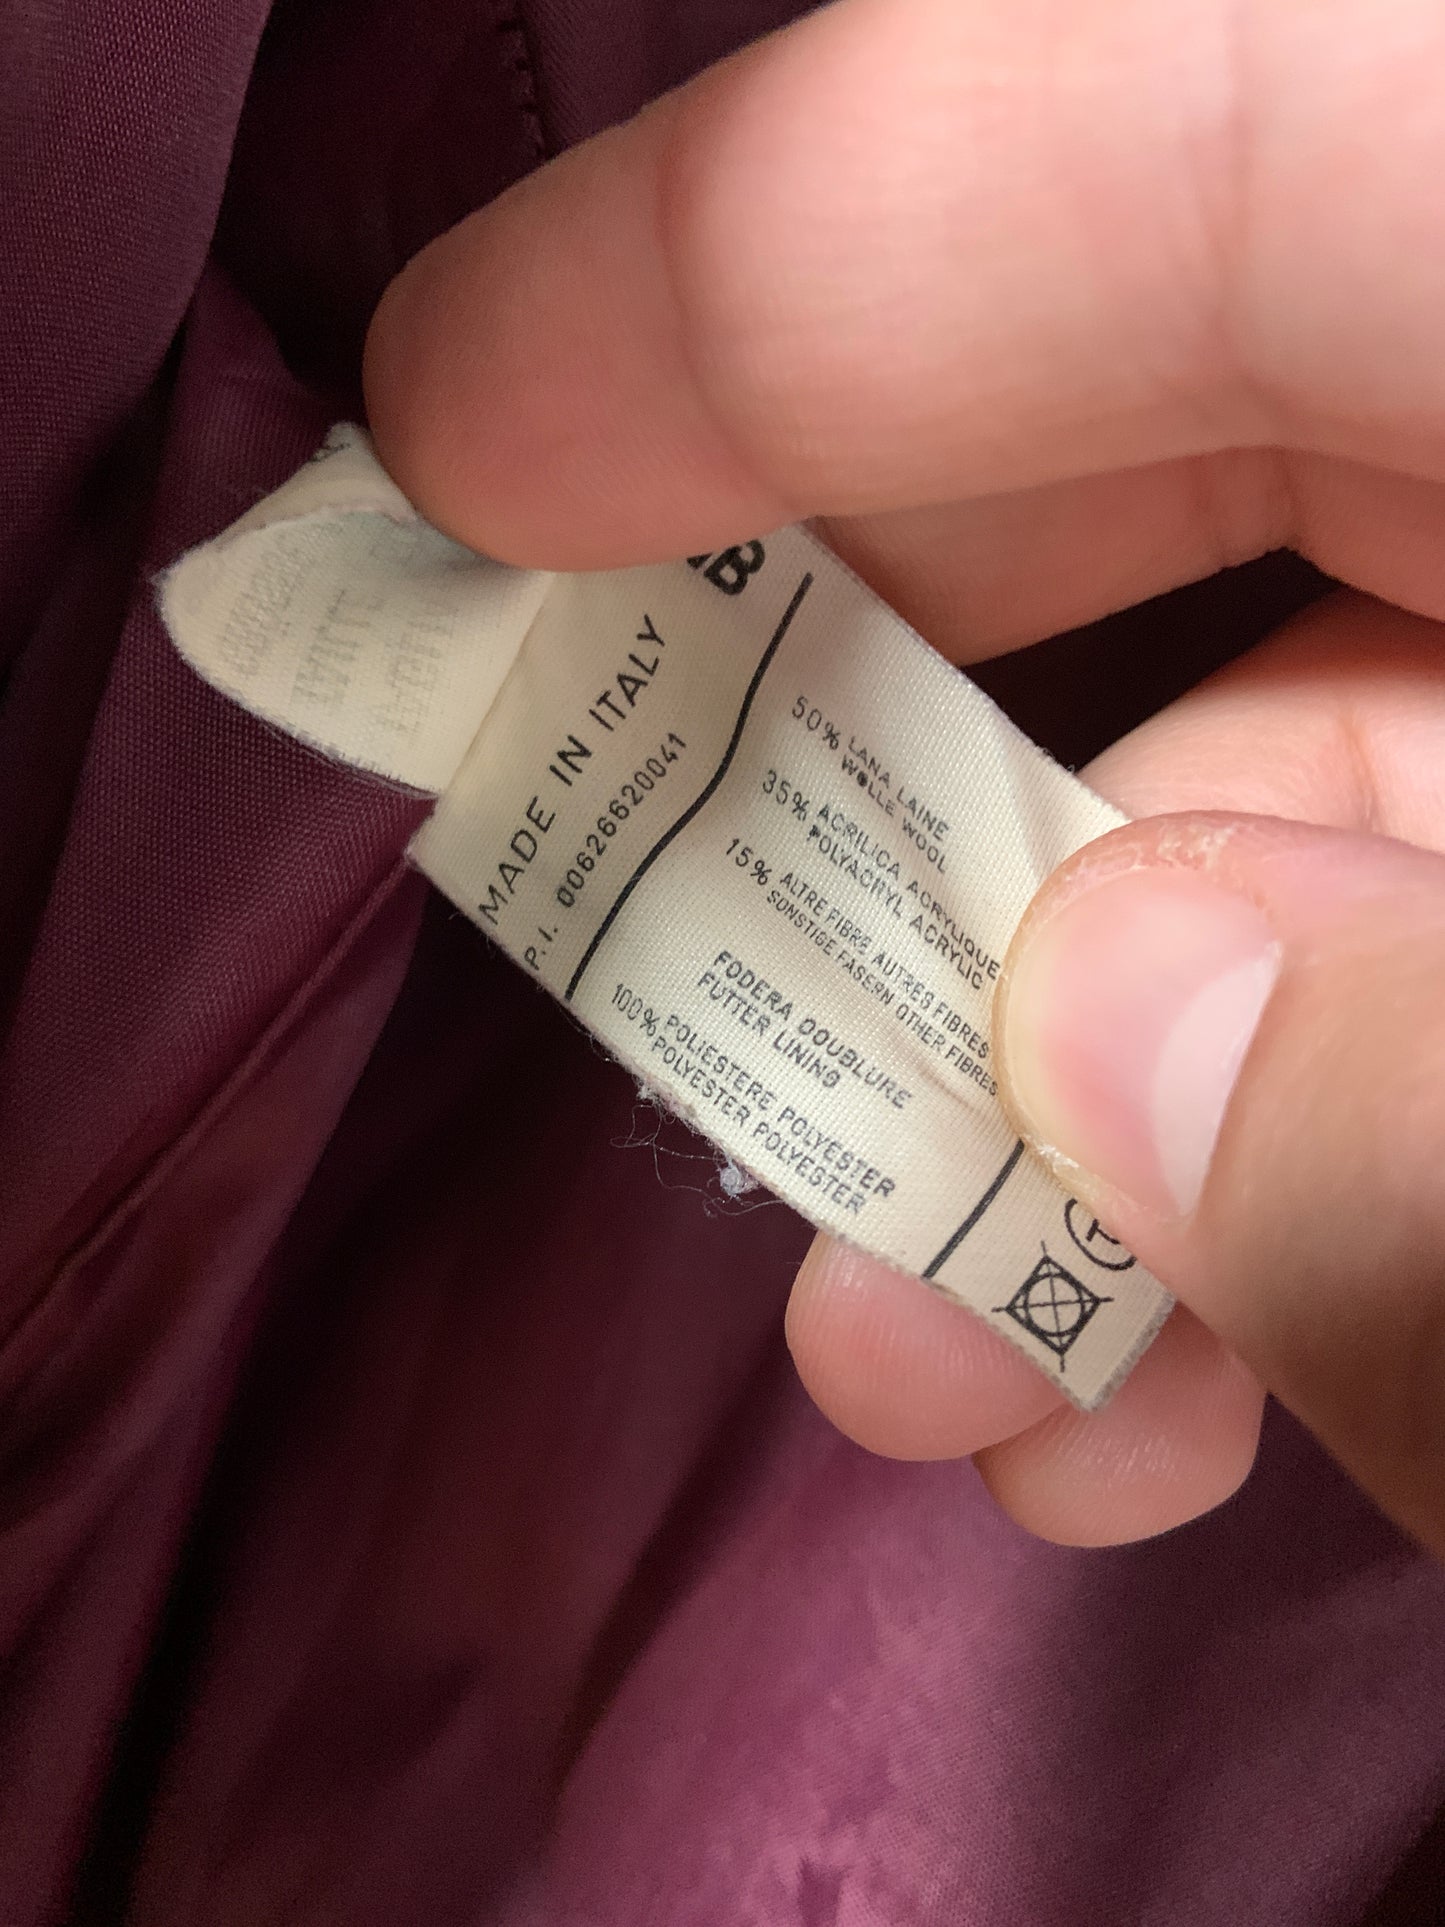 MADE IN ITALY
P.I. 00626620041
50% LANA LAINE
WOLLE WOOL
35% ACRILICA ACRYLIQUE
POLYACRYL ACRYLIC
15% ALTRE FIBRE AUTRES FIBRES
SONSTIGE FASERN OTHER FIBRES
FODERA DOUBLURE
FUTTER LINING
100% POLIESTERE POLYESTER
POLYESTER POLYESTER